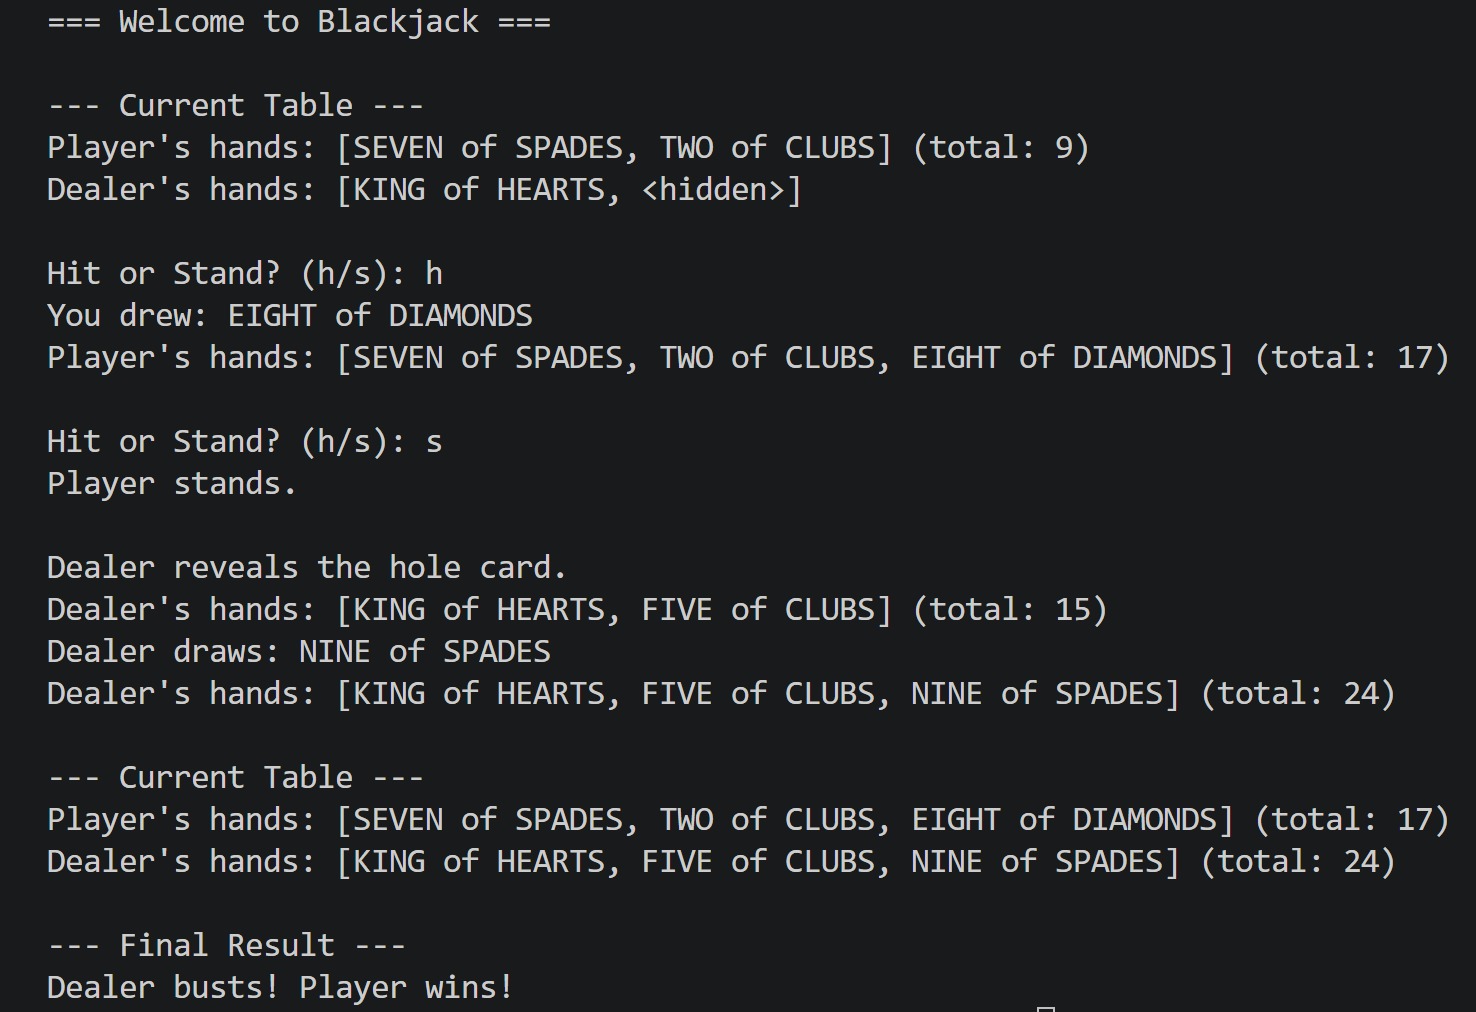 === Welcome to Blackjack ===
--- Current Table ---
Player's hands: [SEVEN of SPADES, TWO of CLUBS] (total: 9)
Dealer's hands: [KING of HEARTS, <hidden>]
Hit or Stand? (h/s): h
You drew: EIGHT of DIAMONDS
Player's hands: [SEVEN of SPADES, TWO of CLUBS, EIGHT of DIAMONDS] (total: 17)
Hit or Stand? (h/s): s
Player stands.
Dealer reveals the hole card.
Dealer's hands: [KING of HEARTS, FIVE of CLUBS] (total: 15)
Dealer draws: NINE of SPADES
Dealer's hands: [KING of HEARTS, FIVE of CLUBS, NINE of SPADES] (total: 24)
--- Current Table ---
Player's hands: [SEVEN of SPADES, TWO of CLUBS, EIGHT of DIAMONDS] (total: 17)
Dealer's hands: [KING of HEARTS, FIVE of CLUBS, NINE of SPADES] (total: 24)
--- Final Result ---
Dealer busts! Player wins!